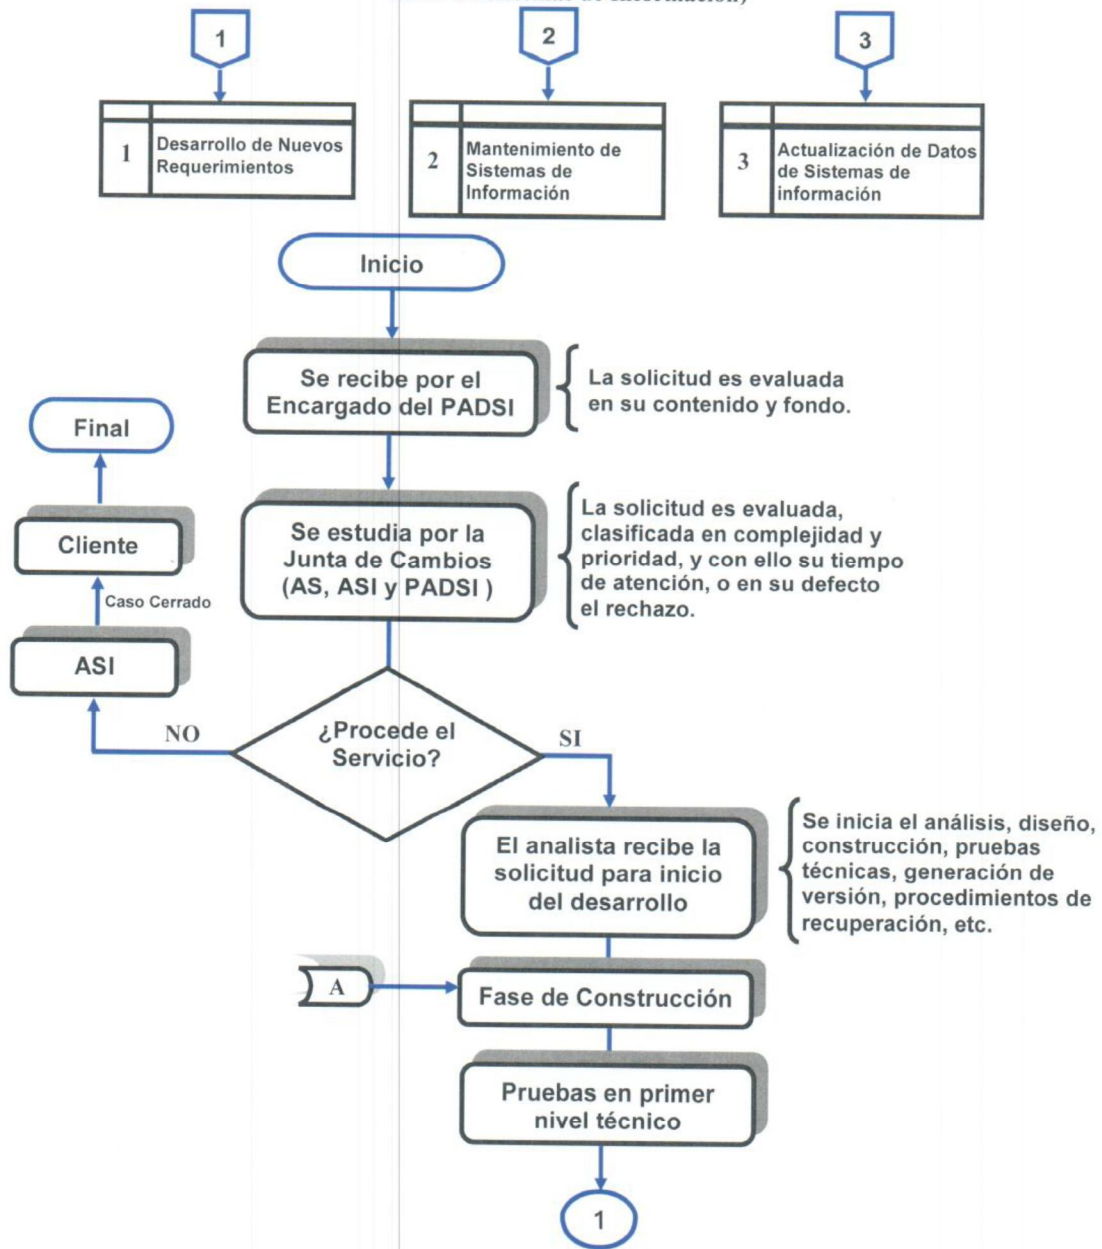 de Información)
1
2
3
1
Desarrollo de Nuevos
Requerimientos
2
Mantenimiento de
Sistemas de
Información
3
Actualización de Datos
de Sistemas de
información
Inicio
Se recibe por el
Encargado del PADSI
La solicitud es evaluada
en su contenido y fondo.
Final
Cliente
Caso Cerrado
ASI
Se estudia por la
Junta de Cambios
(AS, ASI y PADSI )
La solicitud es evaluada,
clasificada en complejidad y
prioridad, y con ello su tiempo
de atención, o en su defecto
el rechazo.
¿Procede el
Servicio?
NO
SI
El analista recibe la
solicitud para inicio
del desarrollo
Se inicia el análisis, diseño,
construcción, pruebas
técnicas, generación de
versión, procedimientos de
recuperación, etc.
A
Fase de Construcción
Pruebas en primer
nivel técnico
1